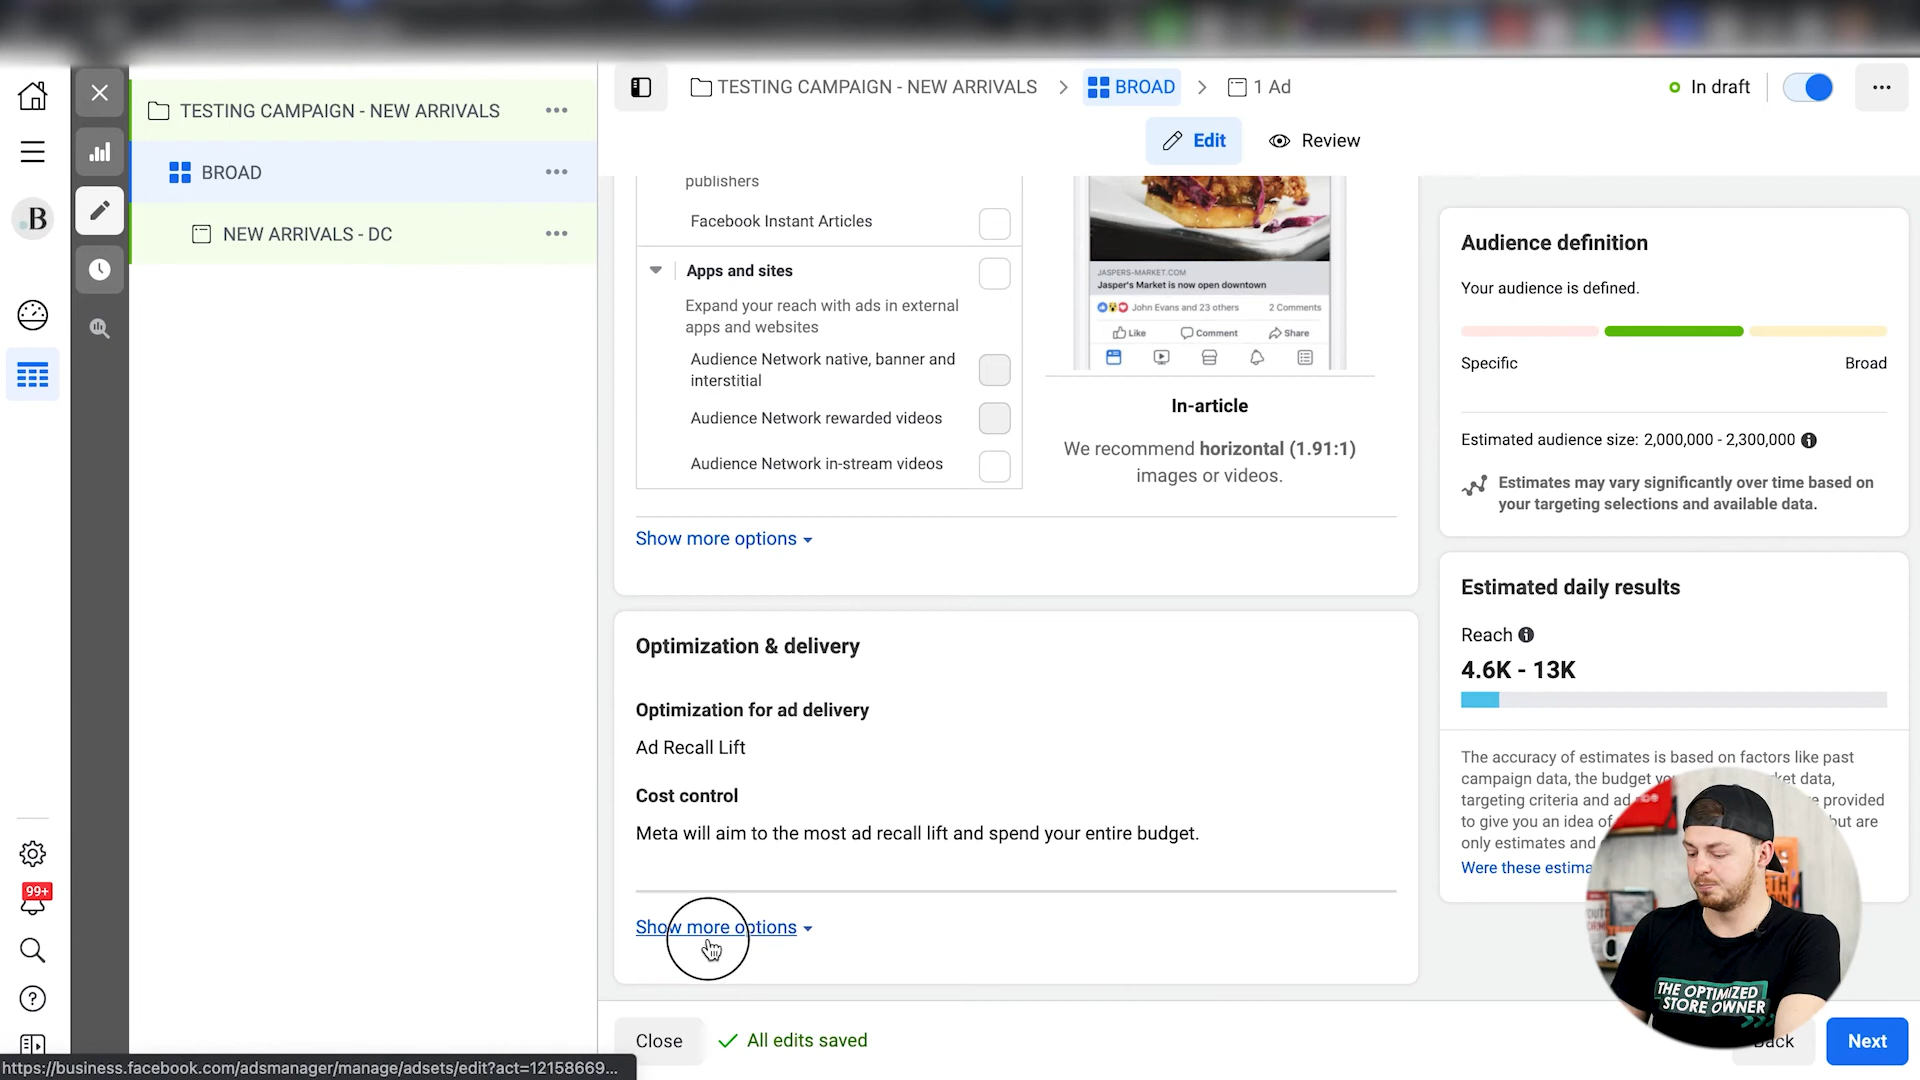 TESTING CAMPAIGN - NEW ARRIVALS
BROAD
NEW ARRIVALS - DC
.B
99+
TESTING CAMPAIGN - NEW ARRIVALS > BROAD > 1 Ad
In draft
Edit
Review
publishers
Facebook Instant Articles
Apps and sites
Expand your reach with ads in external
apps and websites
Audience Network native, banner and
interstitial
Audience Network rewarded videos
Audience Network in-stream videos
JASPERS-MARKET.COM
Jasper's Market is now open downtown
John Evans and 23 others 2 Comments
Like Comment Share
In-article
We recommend horizontal (1.91:1)
images or videos.
Show more options
Optimization & delivery
Optimization for ad delivery
Ad Recall Lift
Cost control
Meta will aim to the most ad recall lift and spend your entire budget.
Show more options
Close
All edits saved
Audience definition
Your audience is defined.
Specific Broad
Estimated audience size: 2,000,000 - 2,300,000
Estimates may vary significantly over time based on
your targeting selections and available data.
Estimated daily results
Reach
4.6K - 13K
The accuracy of estimates is based on factors like past
campaign data, the budget data,
targeting criteria and ad provided
to give you an idea of but are
only estimates and
Were these
THE OPTIMIZED
STORE OWNER
Back
Next
https://business.facebook.com/adsmanager/manage/adsets/edit?act=12158669...